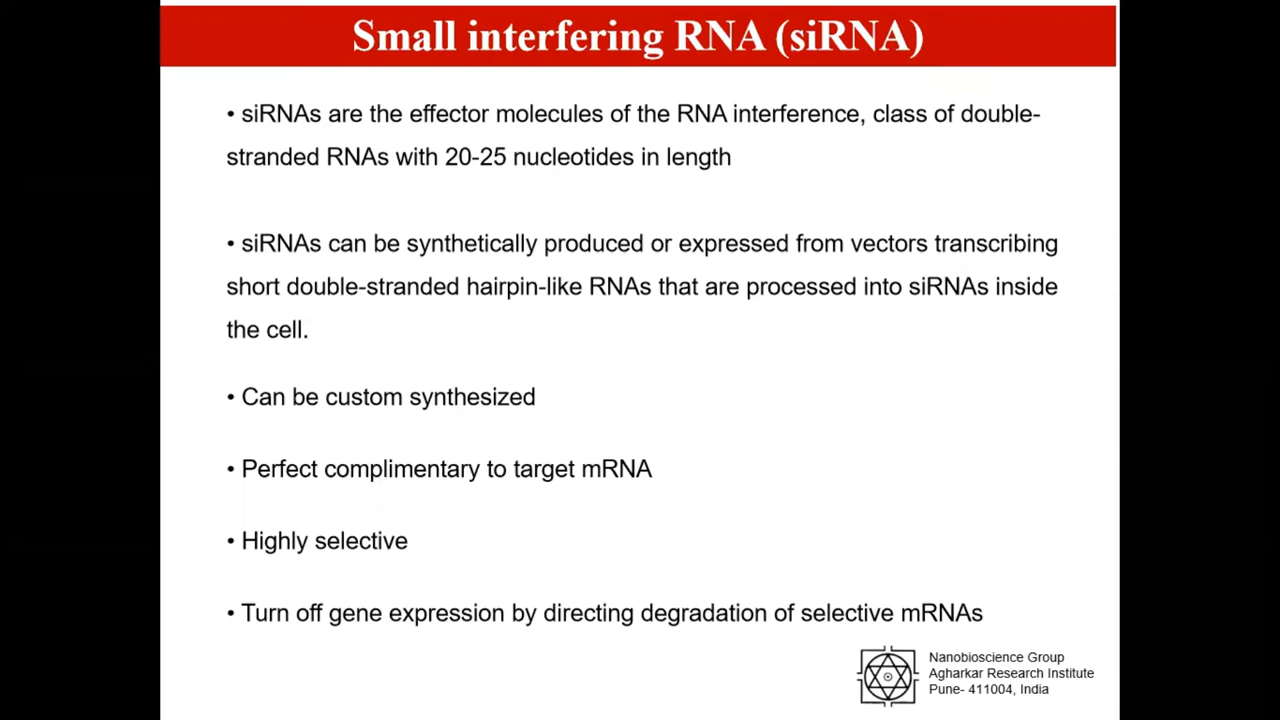 Small interfering RNA (siRNA)
• siRNAs are the effector molecules of the RNA interference, class of double-
stranded RNAs with 20-25 nucleotides in length
• siRNAs can be synthetically produced or expressed from vectors transcribing
short double-stranded hairpin-like RNAs that are processed into siRNAs inside
the cell.
• Can be custom synthesized
• Perfect complimentary to target mRNA
• Highly selective
• Turn off gene expression by directing degradation of selective mRNAs
Nanobioscience Group
Agharkar Research Institute
Pune- 411004, India